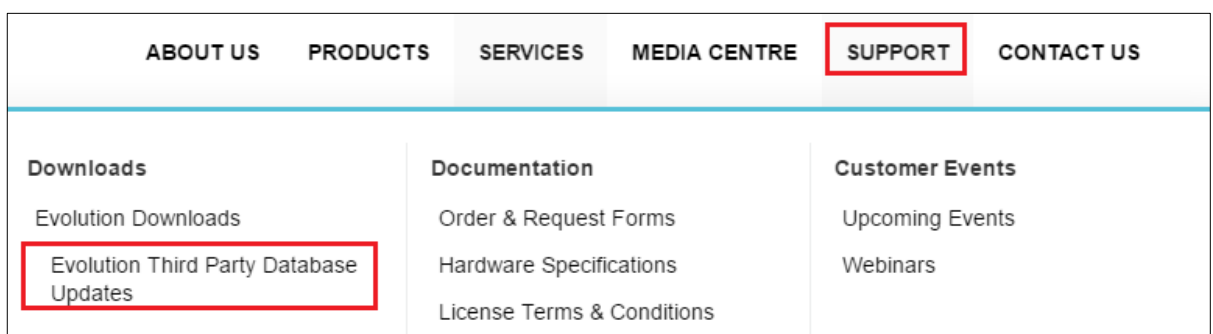 ABOUT US PRODUCTS SERVICES MEDIA CENTRE SUPPORT CONTACT US
Downloads
Evolution Downloads
Evolution Third Party Database
Updates
Documentation
Order & Request Forms
Hardware Specifications
License Terms & Conditions
Customer Events
Upcoming Events
Webinars